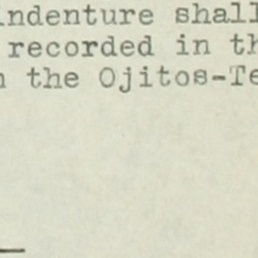 indenture shall
recorded in th
the Ojitos-Te